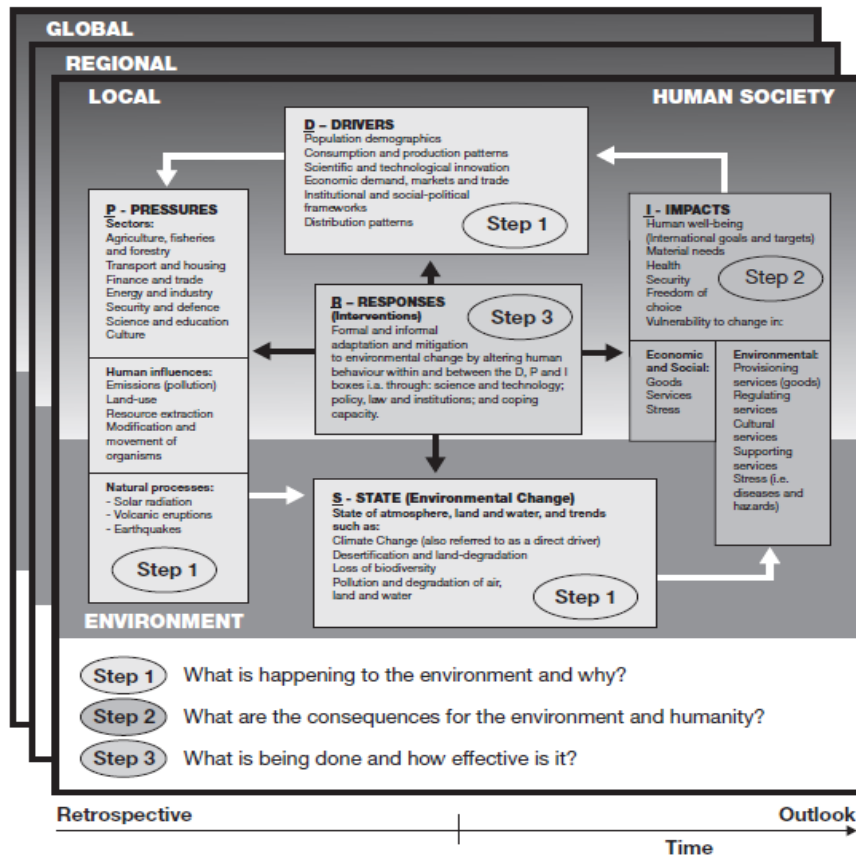 GLOBAL
REGIONAL
LOCAL
HUMAN SOCIETY
D – DRIVERS
Population demographics
Consumption and production patterns
Scientific and technological innovation
Economic demand, markets and trade
Institutional and social-political
frameworks
Distribution patterns
Step 1
P - PRESSURES
Sectors:
Agriculture, fisheries
and forestry
Transport and housing
Finance and trade
Energy and industry
Security and defence
Science and education
Culture
Human influences:
Emissions (pollution)
Land-use
Resource extraction
Modification and
movement of
organisms
Natural processes:
- Solar radiation
- Volcanic eruptions
- Earthquakes
Step 1
R – RESPONSES
(Interventions)
Formal and informal
adaptation and mitigation
to environmental change by altering human
behaviour within and between the D, P and I
boxes i.a. through: science and technology;
policy, law and institutions; and coping
capacity.
Step 3
I - IMPACTS
Human well-being
(International goals and targets)
Material needs
Health
Security
Freedom of
choice
Vulnerability to change in:
Step 2
Economic
and Social:
Goods
Services
Stress
Environmental:
Provisioning
services (goods)
Regulating
services
Cultural
services
Supporting
services
Stress (i.e.
diseases and
hazards)
S - STATE (Environmental Change)
State of atmosphere, land and water, and trends
such as:
Climate Change (also referred to as a direct driver)
Desertification and land-degradation
Loss of biodiversity
Pollution and degradation of air,
land and water
Step 1
ENVIRONMENT
Step 1 What is happening to the environment and why?
Step 2 What are the consequences for the environment and humanity?
Step 3 What is being done and how effective is it?
Retrospective
Outlook
Time